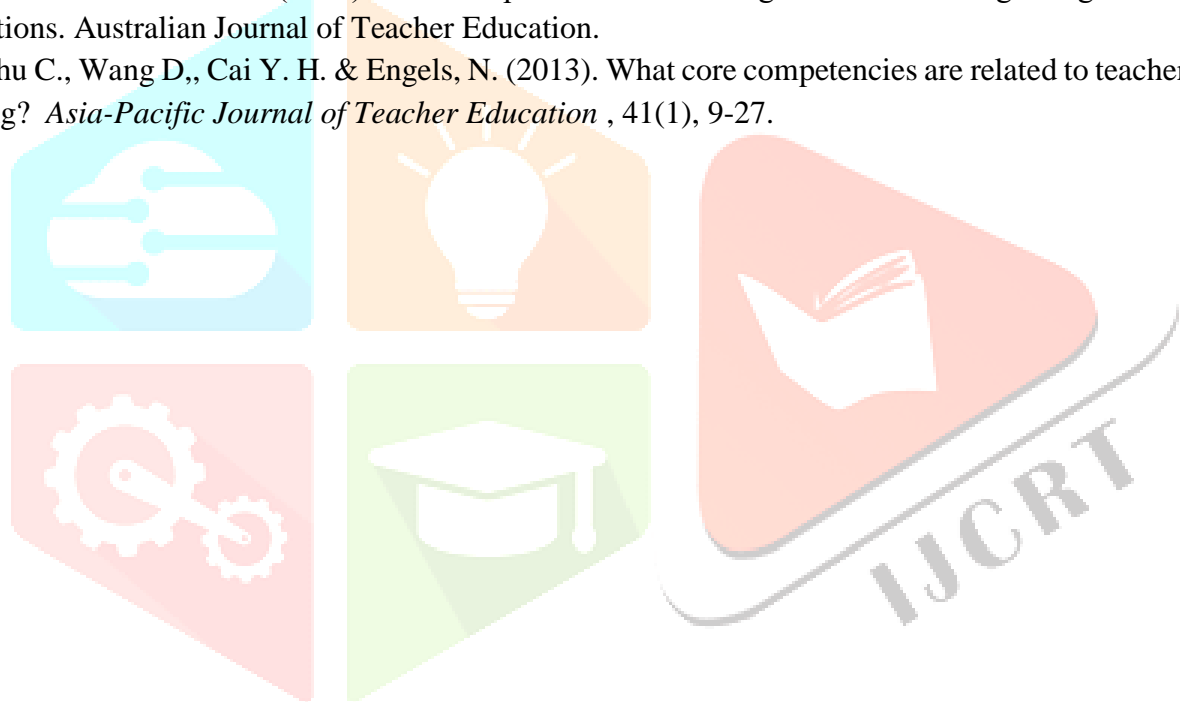 tions. Australian Journal of Teacher Education.
hu C., Wang D,, Cai Y. H. & Engels, N. (2013). What core competencies are related to teacher
g? Asia-Pacific Journal of Teacher Education , 41(1), 9-27.
IJCRT